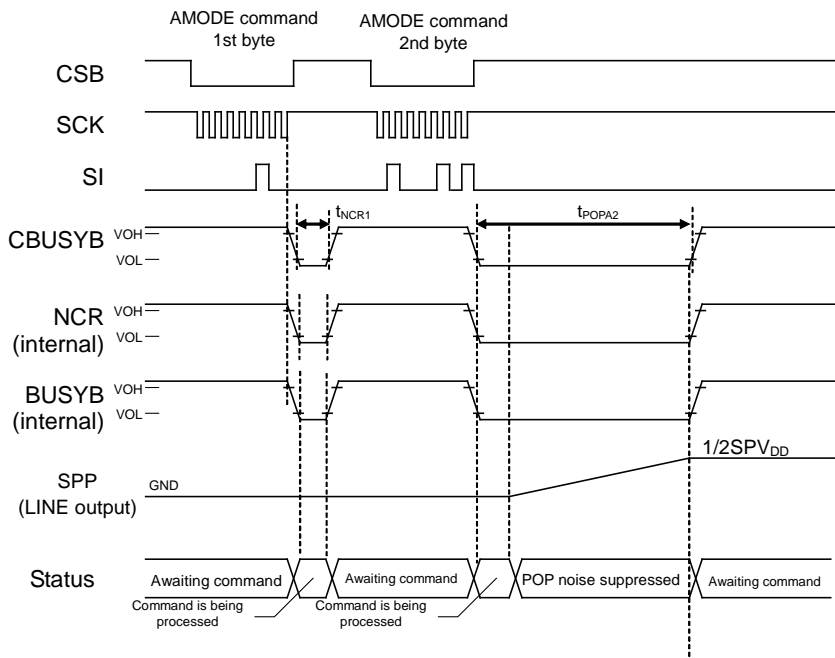 AMODE command
1st byte
AMODE command
2nd byte
CSB
SCK
SI
tNCR1
tPOPA2
CBUSYB
VOH
VOL
NCR
(internal)
VOH
VOL
BUSYB
(internal)
VOH
VOL
SPP
(LINE output)
GND
1/2SPVDD
Status
Awaiting command
Awaiting command
POP noise suppressed
Awaiting command
Command is being
processed
Command is being
processed